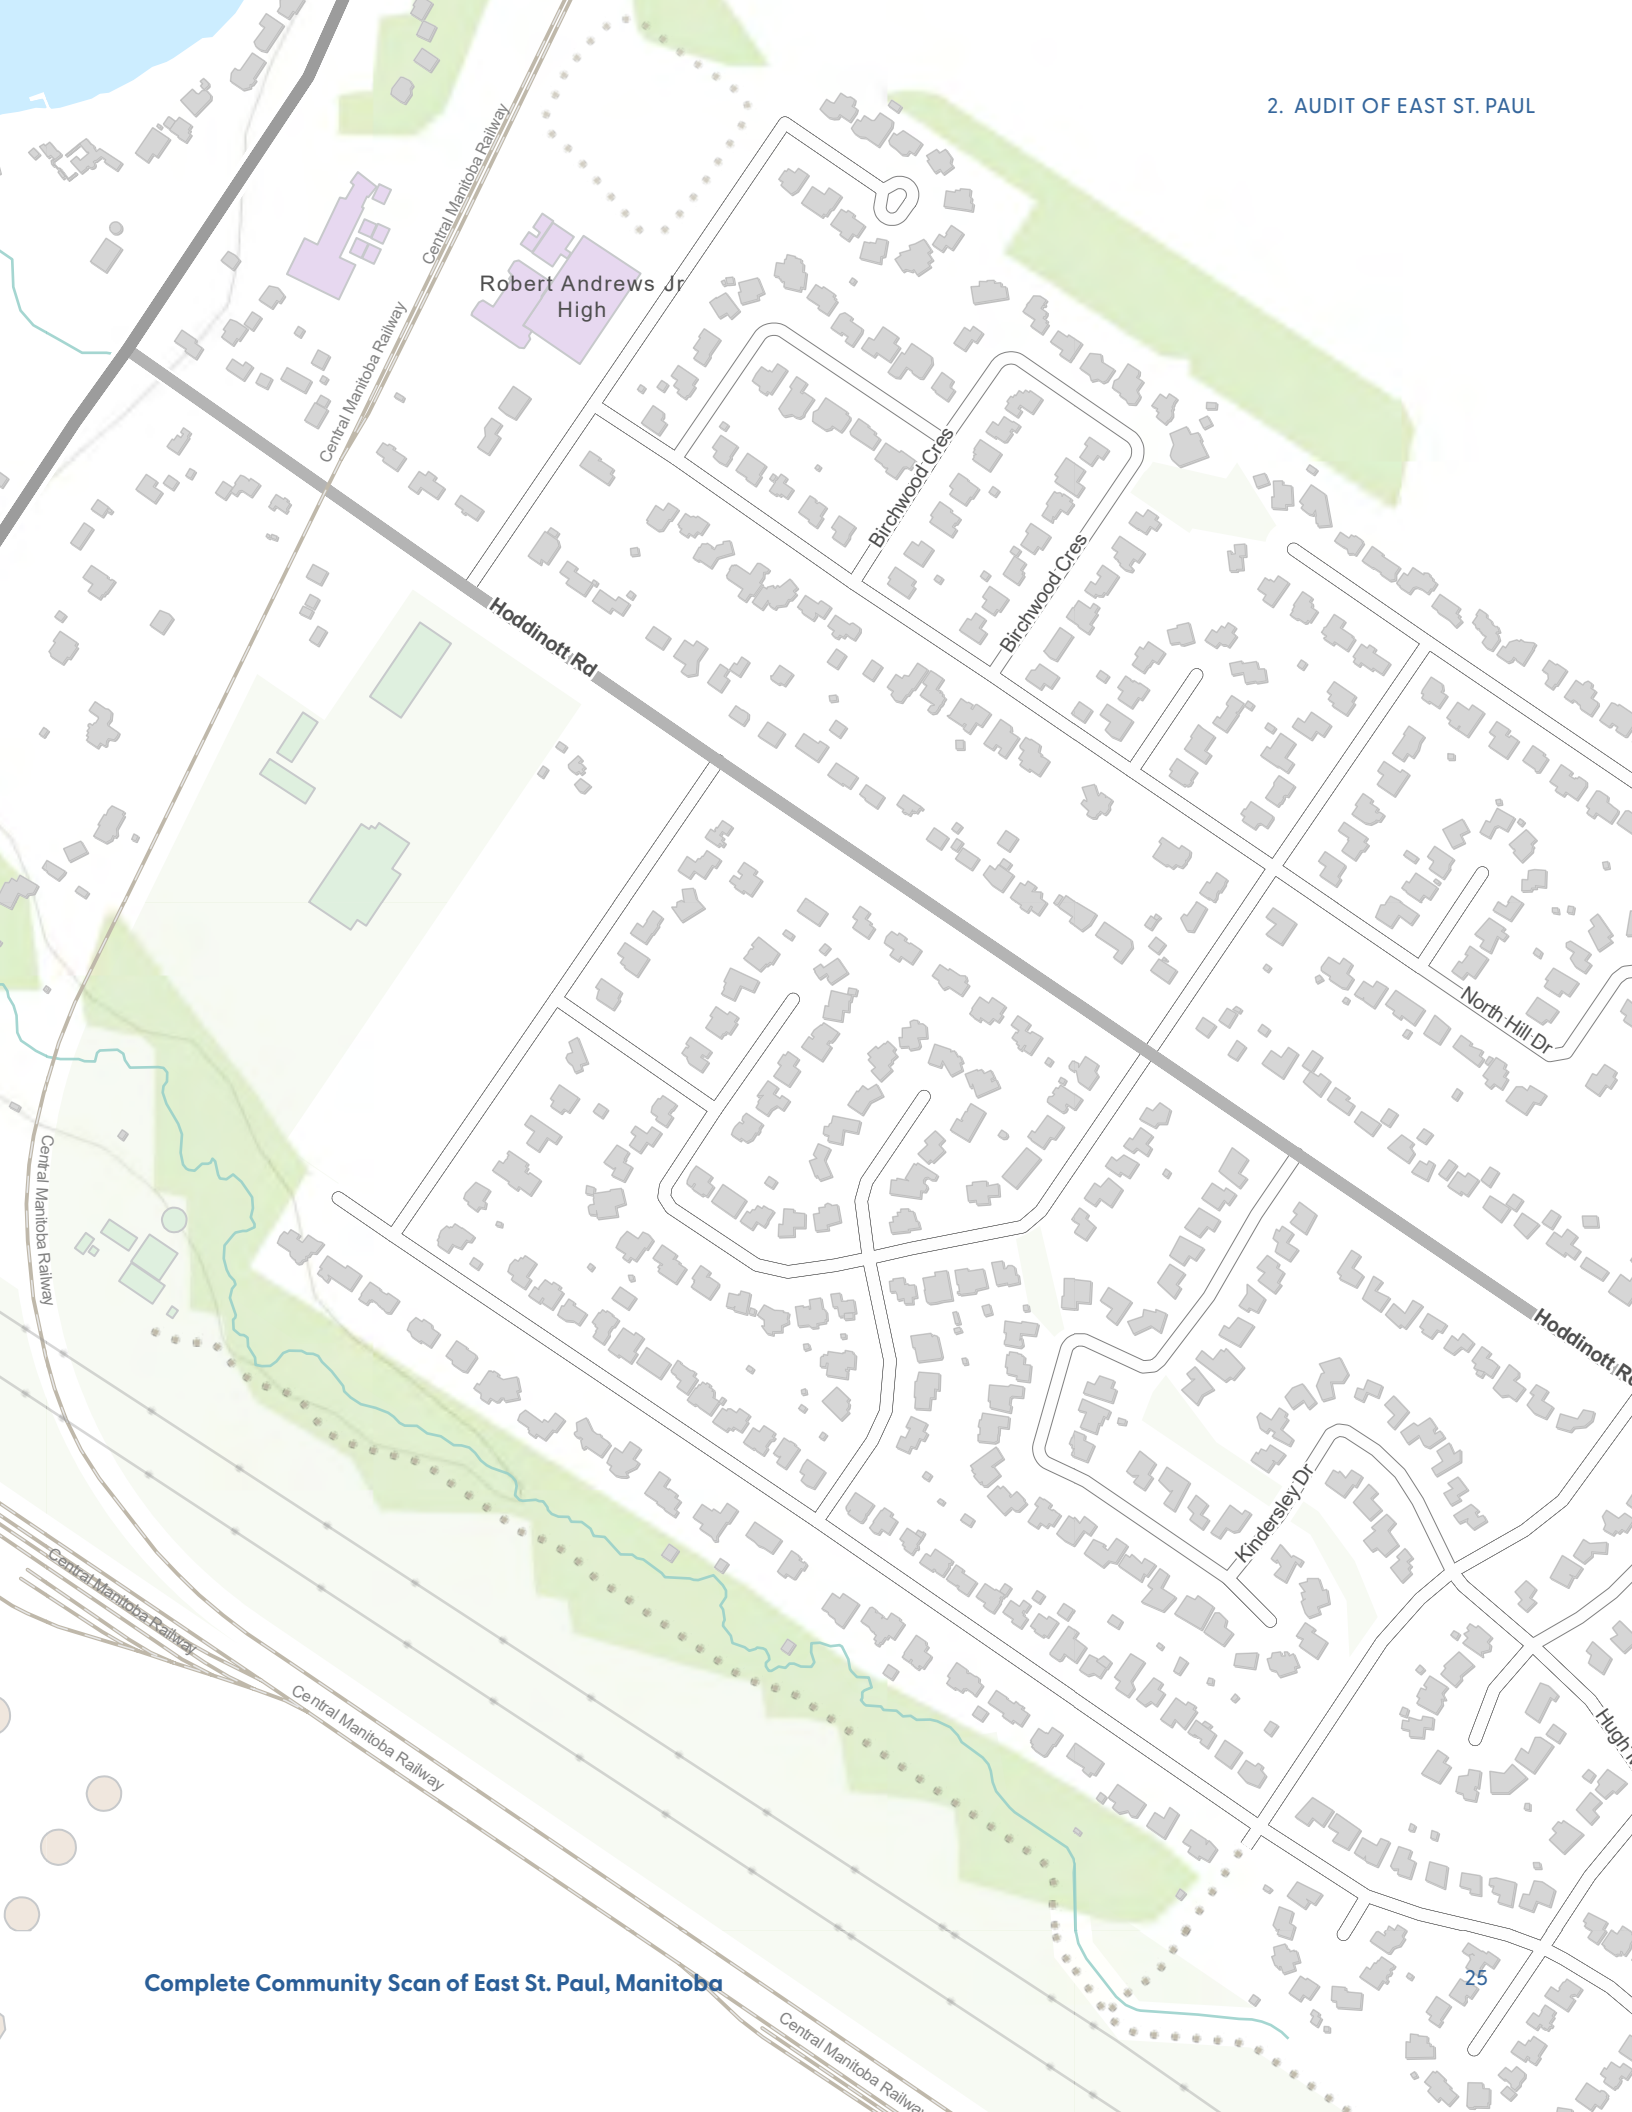 2. AUDIT OF EAST ST. PAUL
Central Manitoba Railway
Robert Andrews Jr
High
Central Manitoba Railway
Birchwood Cres
Birchwood Cres
Hoddinott Rd
North Hill Dr
Central Manitoba Railway
Hoddinott Rd
Kindersley Dr
Central Manitoba Railway
Central Manitoba Railway
Hugh
Complete Community Scan of East St. Paul, Manitoba
25
Central Manitoba Railway